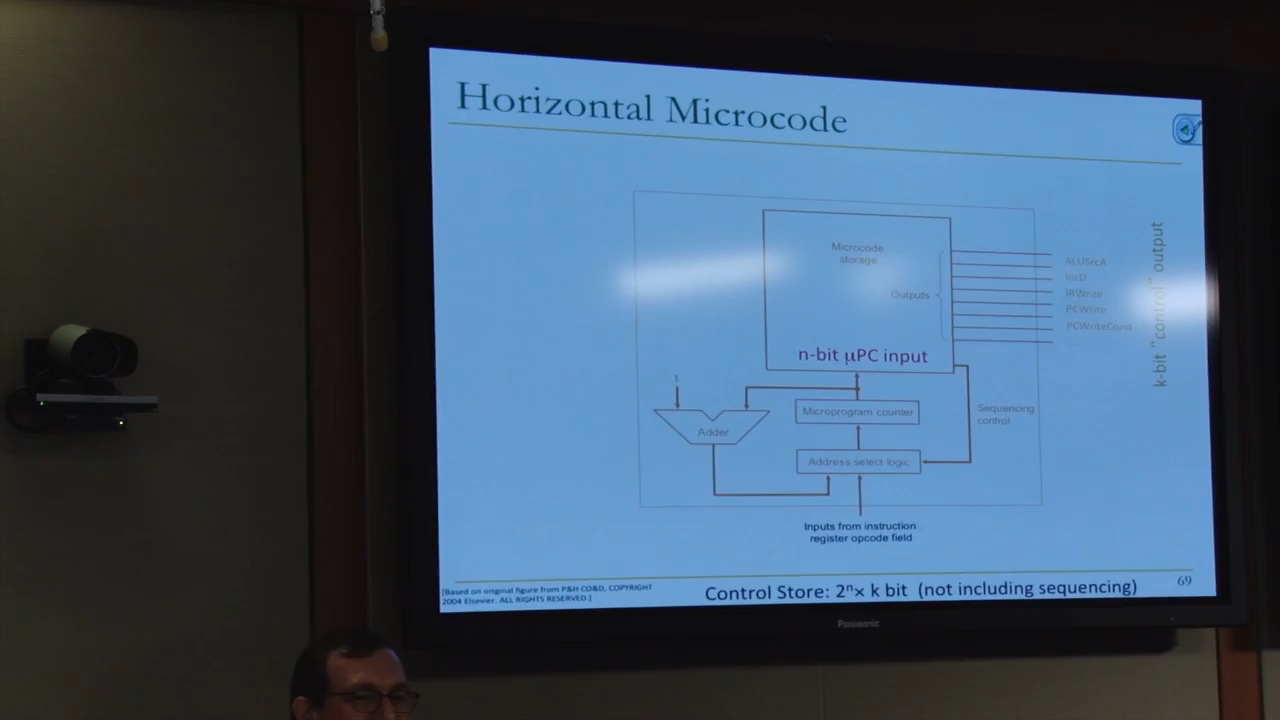 Horizontal Microcode
Microcode
storage
Outputs
ALUSrcA
IorD
IRWrite
PCWrite
PCWriteCond
k-bit "control" output
n-bit μPC input
1
Microprogram counter
Sequencing
control
Adder
Address select logic
Inputs from instruction
register opcode field
[Based on original figure from P&H CO&D, COPYRIGHT
2004 Elsevier. ALL RIGHTS RESERVED.]
Control Store: 2ⁿ× k bit (not including sequencing)
69
Panasonic